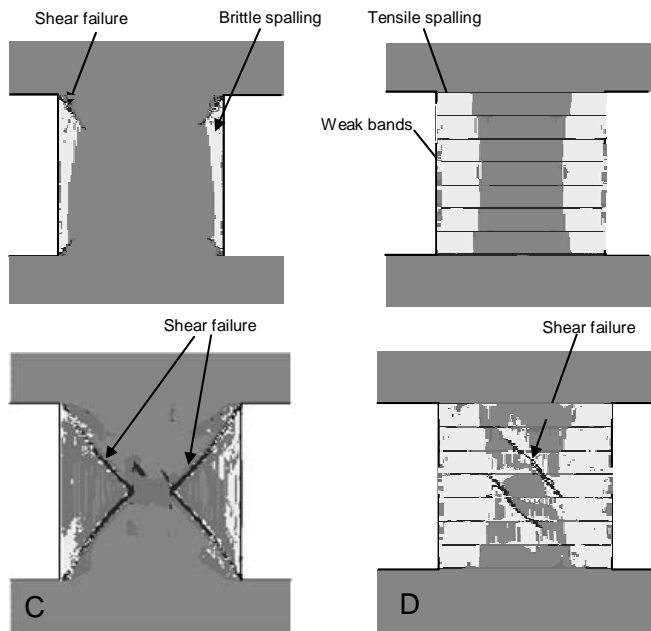 Shear failure
Brittle spalling
Tensile spalling
Weak bands
Shear failure
Shear failure
C
D